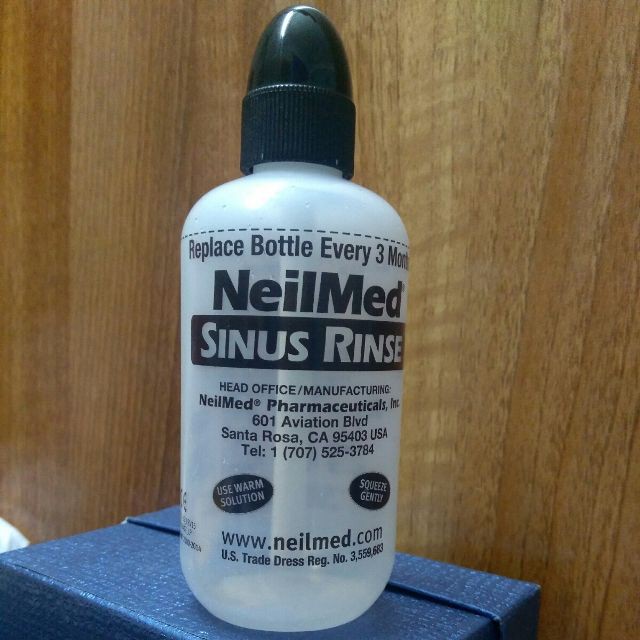 Replace Bottle Every 3 Month
NeilMed®
SINUS RINSE
HEAD OFFICE/MANUFACTURING:
NeilMed® Pharmaceuticals, Inc.
601 Aviation Blvd
Santa Rosa, CA 95403 USA
Tel: 1 (707) 525-3784
USE WARM
SOLUTION
SQUEEZE
GENTLY
www.neilmed.com
U.S. Trade Dress Reg. No. 3,559,663